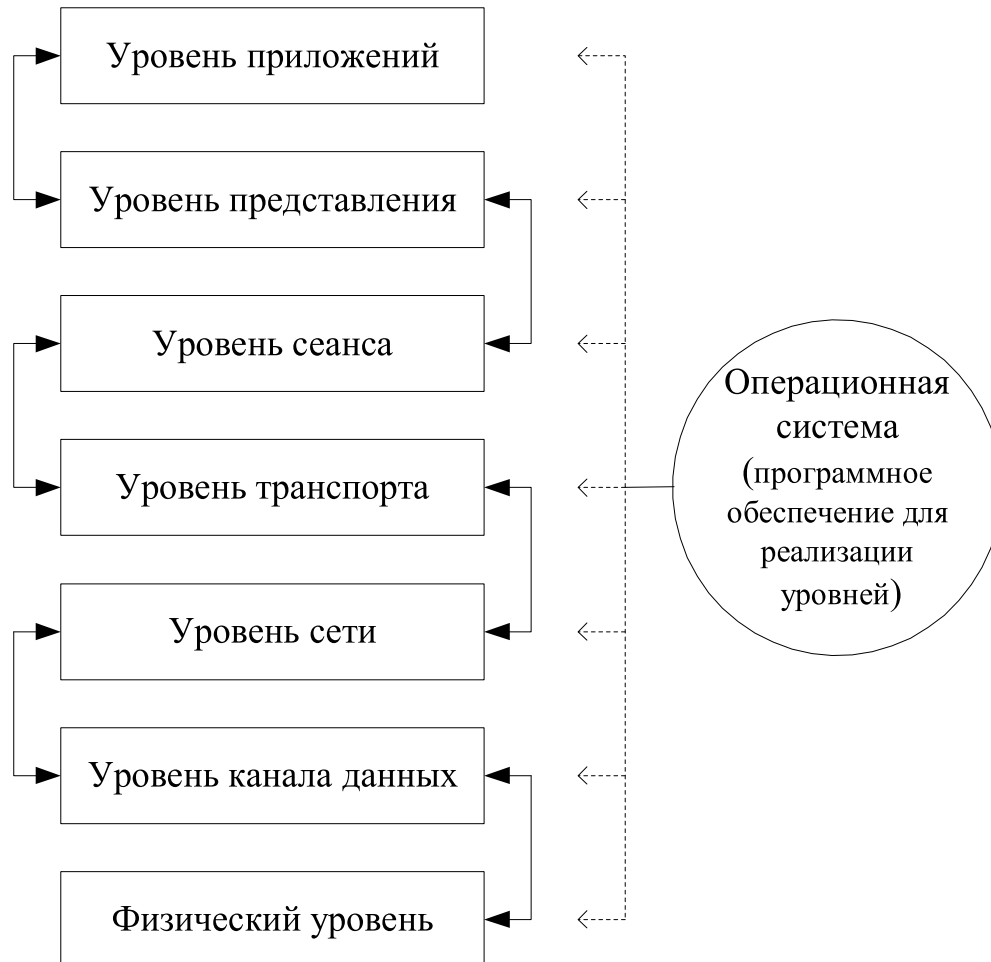 Уровень приложений
Уровень представления
Уровень сеанса
Уровень транспорта
Уровень сети
Уровень канала данных
Физический уровень
Операционная
система
(программное
обеспечение для
реализации
уровней)